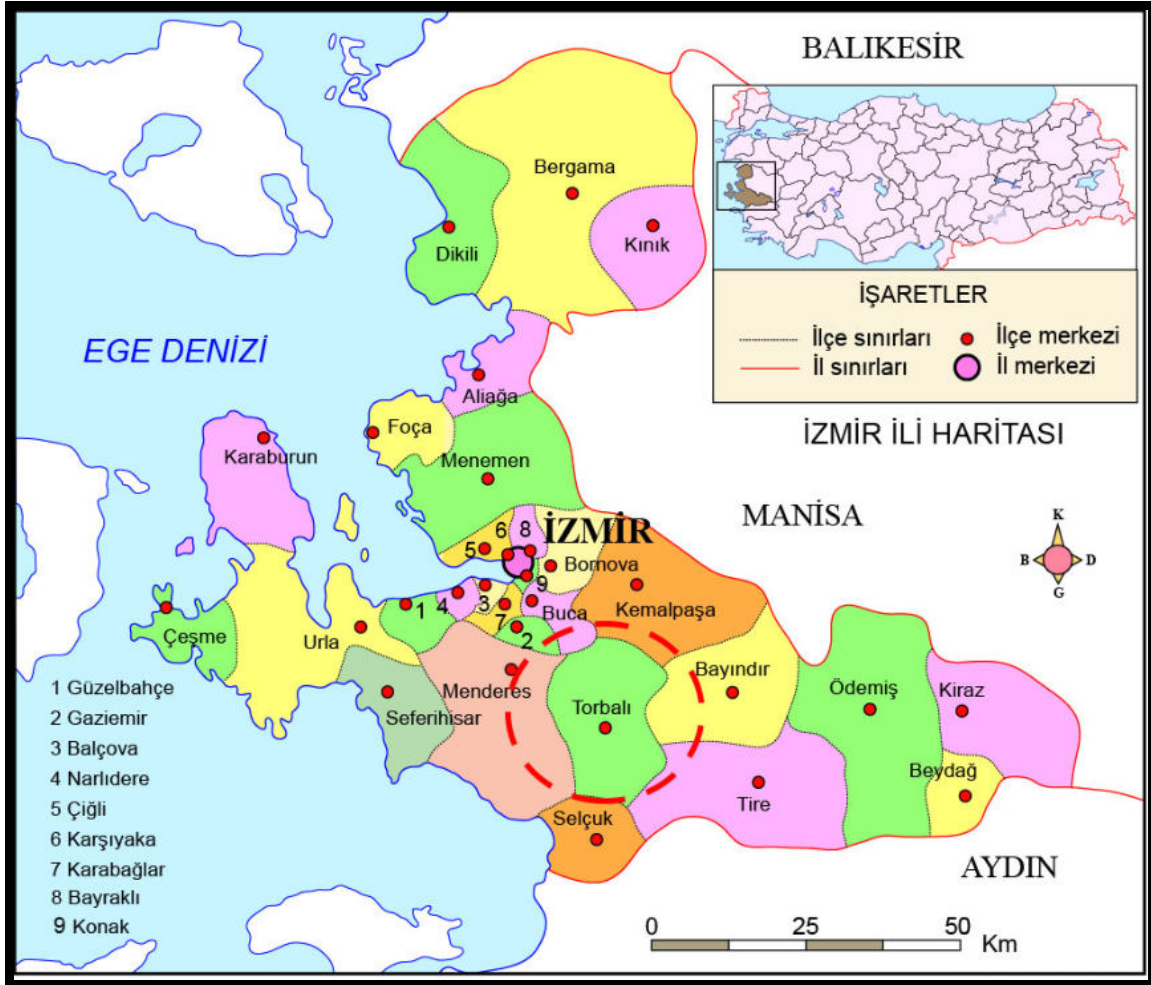 BALIKESİR
Bergama
Kınık
Dikili
İŞARETLER
İlçe sınırları
İlçe merkezi
İl sınırları
İl merkezi
EGE DENİZİ
Aliağa
Foça
İZMİR İLİ HARİTASI
Karaburun
Menemen
MANİSA
K
B
D
G
İZMİR
6
8
5
Bornova
9
Kemalpaşa
1
4
3
7
Buca
2
Çeşme
Urla
Bayındır
Menderes
Ödemiş
Kiraz
Seferihisar
Torbalı
Beydağ
Tire
Selçuk
1 Güzelbahçe
2 Gaziemir
3 Balçova
4 Narlıdere
5 Çiğli
6 Karşıyaka
7 Karabağlar
8 Bayraklı
9 Konak
AYDIN
0 25 50
Km